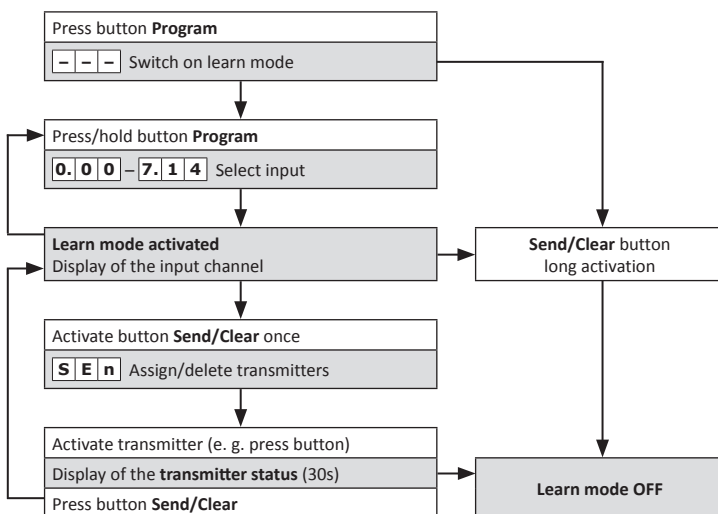 Press button Program
– – – Switch on learn mode
Press/hold button Program
0. 0 0 – 7. 1 4 Select input
Learn mode activated
Display of the input channel
Send/Clear button
long activation
Activate button Send/Clear once
S E n Assign/delete transmitters
Activate transmitter (e. g. press button)
Display of the transmitter status (30s)
Press button Send/Clear
Learn mode OFF